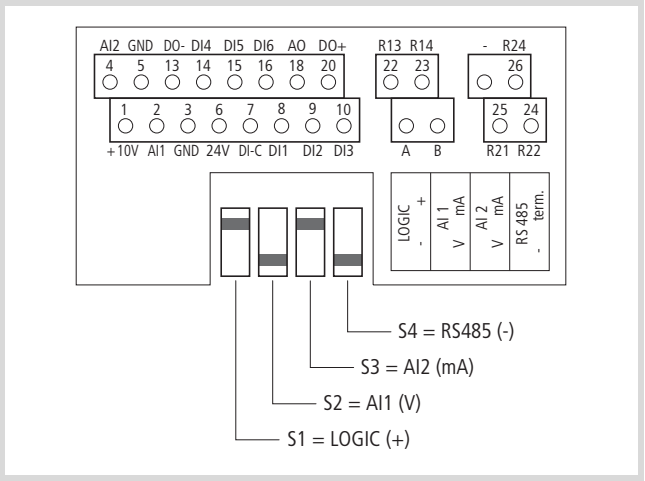 AI2 GND DO- DI4 DI5 DI6 AO DO+ R13 R14 - R24
4 5 13 14 15 16 18 20 22 23 26
1 2 3 6 7 8 9 10 25 24
+10V AI1 GND 24V DI-C DI1 DI2 DI3 A B R21 R22
LOGIC - +
AI 1 V mA
AI 2 V mA
RS 485 - term.
S4 = RS485 (-)
S3 = AI2 (mA)
S2 = AI1 (V)
S1 = LOGIC (+)